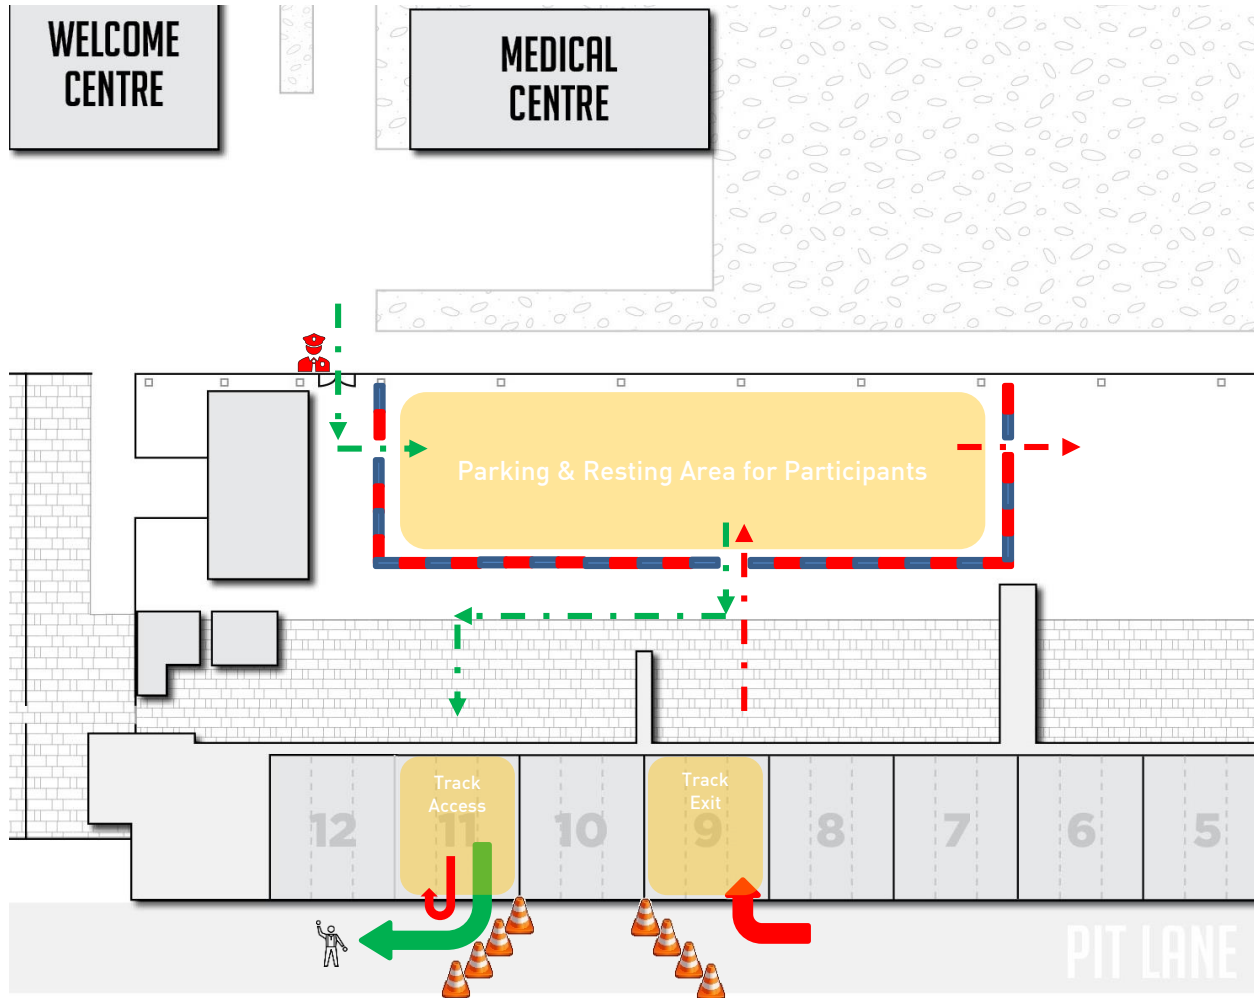 WELCOME
CENTRE
MEDICAL
CENTRE
Parking & Resting Area for Participants
Track
Access
Track
Exit
12
11
10
9
8
7
6
5
PIT LANE